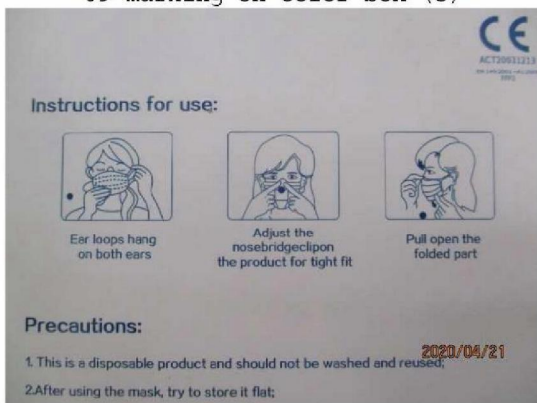 CE
ACT20031213
Instructions for use:
Ear loops hang
on both ears
Adjust the
nosebridgeclipon
the product for tight fit
Pull open the
folded part
Precautions:
2020/04/21
1. This is a disposable product and should not be washed and reused;
2.After using the mask, try to store it flat;